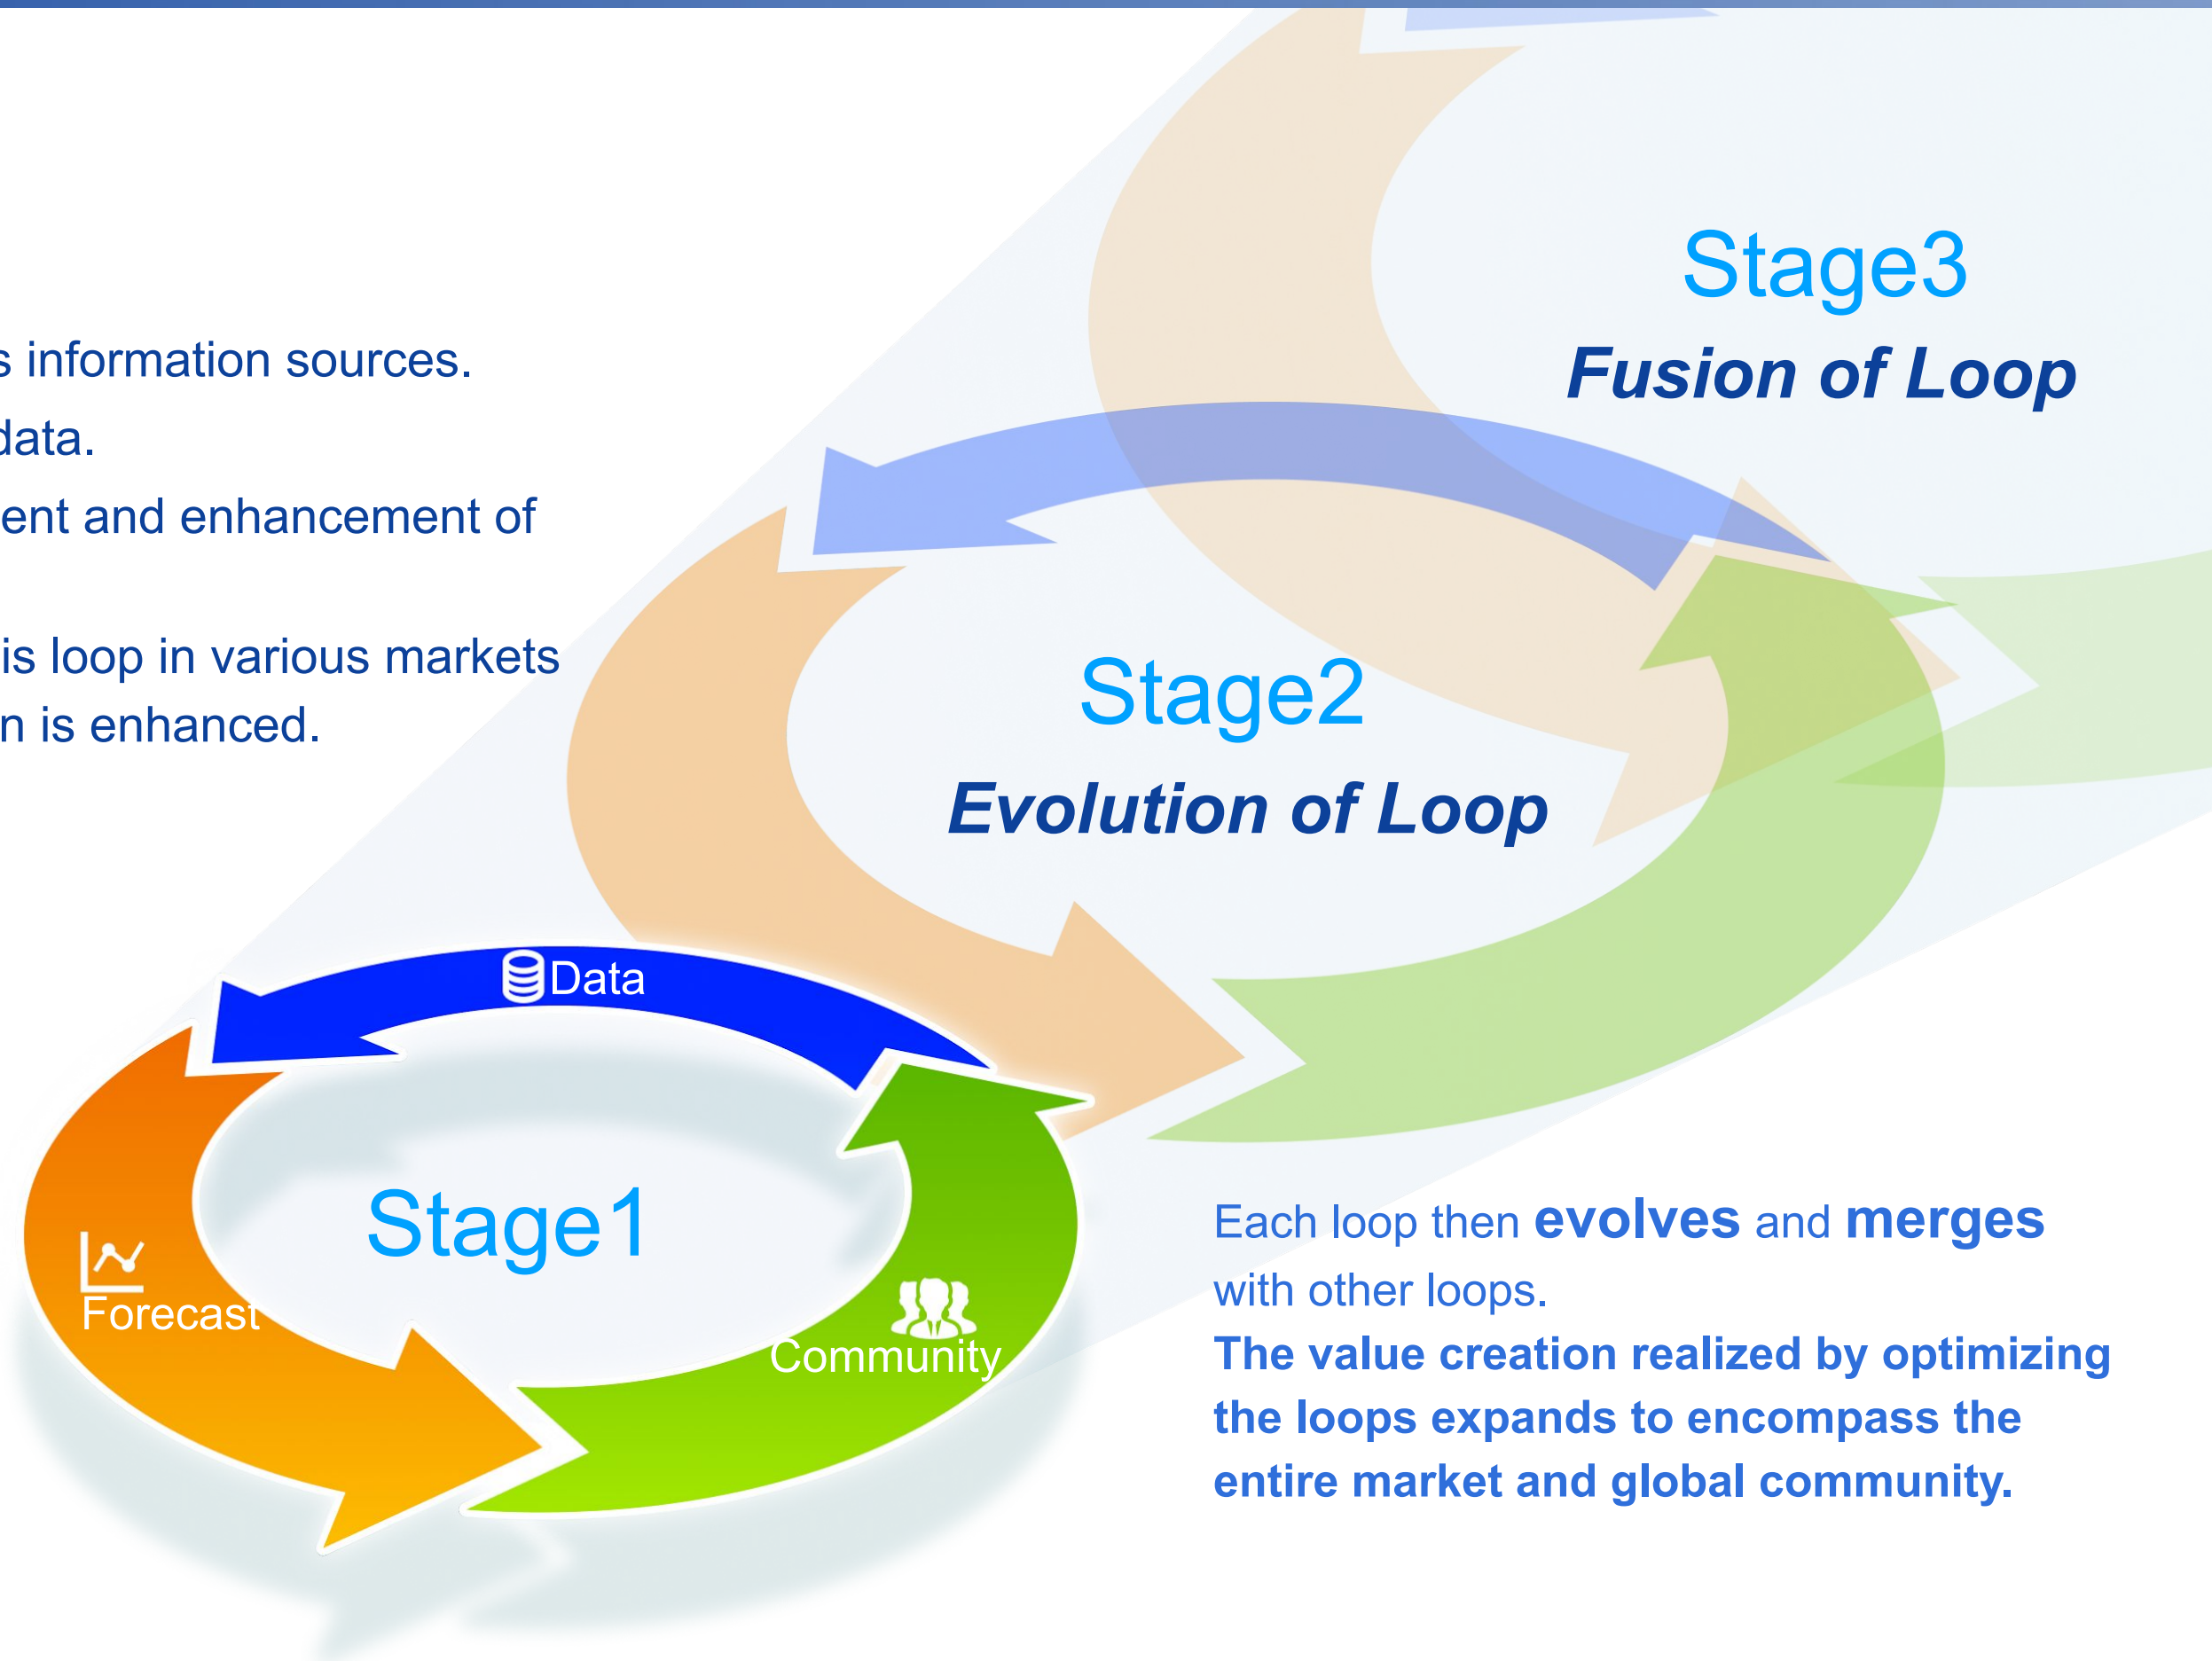 Stage3
Fusion of Loop
information sources.
data.
and enhancement of
loop in various markets
is enhanced.
Stage2
Evolution of Loop
Data
Stage1
Forecast
Community
Each loop then evolves and merges
with other loops.
The value creation realized by optimizing
the loops expands to encompass the
entire market and global community.